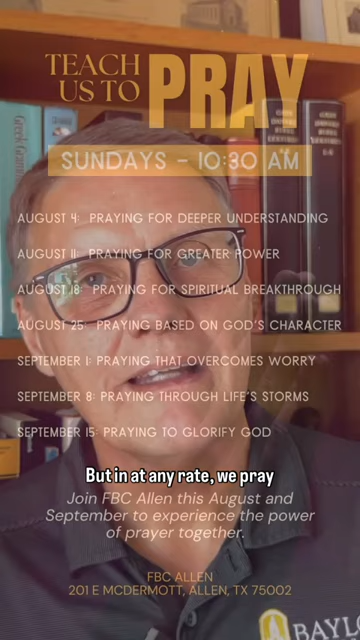 TEACH
US TO
PRAY
SUNDAYS - 10:30 AM
AUGUST 4: PRAYING FOR DEEPER UNDERSTANDING
AUGUST 11: PRAYING FOR GREATER POWER
AUGUST 18: PRAYING FOR SPIRITUAL BREAKTHROUGH
AUGUST 25: PRAYING BASED ON GOD'S CHARACTER
SEPTEMBER 1: PRAYING THAT OVERCOMES WORRY
SEPTEMBER 8: PRAYING THROUGH LIFE'S STORMS
SEPTEMBER 15: PRAYING TO GLORIFY GOD
But in at any rate, we pray
Join FBC Allen this August and
September to experience the power
of prayer together.
FBC ALLEN
201 E MCDERMOTT, ALLEN, TX 75002
BAYLO